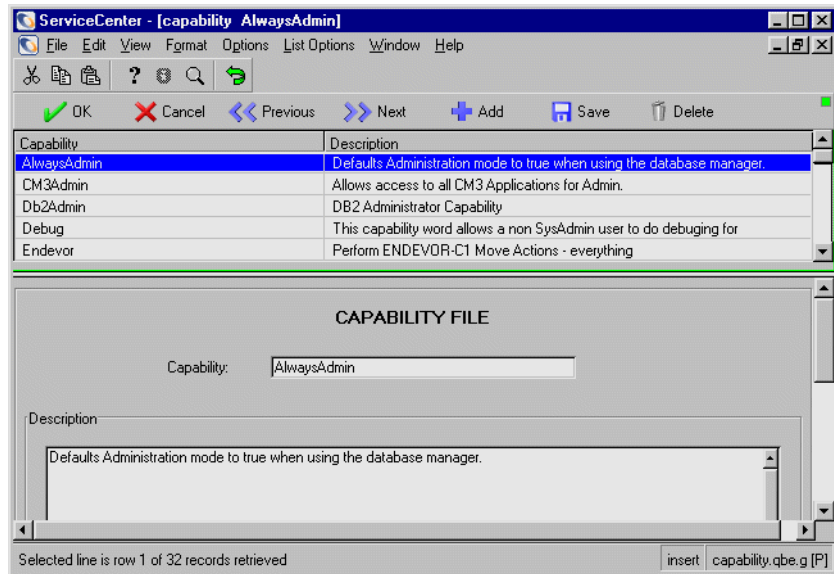 ServiceCenter - [capability AlwaysAdmin]
File Edit View Format Options List Options Window Help
OK Cancel Previous Next Add Save Delete
Capability Description
AlwaysAdmin Defaults Administration mode to true when using the database manager.
CM3Admin Allows access to all CM3 Applications for Admin.
Db2Admin DB2 Administrator Capability
Debug This capability word allows a non SysAdmin user to do debuging for
Endevor Perform ENDEVOR-C1 Move Actions - everything
CAPABILITY FILE
Capability: AlwaysAdmin
Description
Defaults Administration mode to true when using the database manager.
Selected line is row 1 of 32 records retrieved insert capability.qbe.g [P]